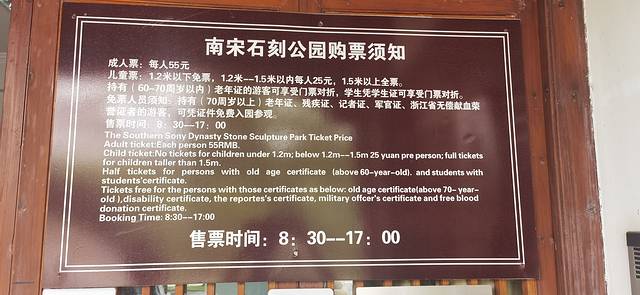 南宋石刻公园购票须知
成人票：每人55元
儿童票：1.2米以下免票，1.2米--1.5米以内每人25元，1.5米以上全票。
持有（60-70周岁以内）老年证的游客可享受门票对折，学生凭学生证可享受门票对折。
免票人员须知：持有（70周岁以上）老年证、残疾证、记者证、军官证、浙江省无偿献血荣
誉证者的游客，可凭证件免费入园参观。
售票时间：8：30--17：00
The Southern Sony Dynasty Stone Sculpture Park Ticket Price
Adult ticket:Each person 55RMB.
Child ticket:No tickets for children under 1.2m; below 1.2m--1.5m 25 yuan pre person; full tickets
for children taller than 1.5m.
Half tickets for persons with old age certificate (above 60-year-old). and students with
students'certificate.
Tickets free for the persons with those certificates as below: old age certificate(above 70- year-
old ),disability certificate, the reportes's certificate, military offcer's certificate and free blood
donation certificate.
Booking Time: 8:30--17:00
售票时间：8：30--17：00